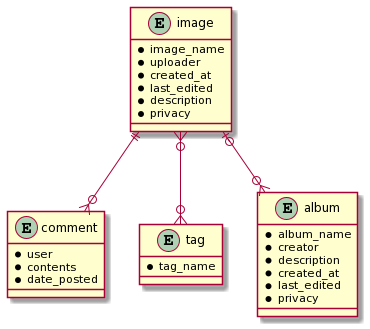 E image
image_name
uploader
created_at
last_edited
description
privacy
E comment
user
contents
date_posted
E tag
tag_name
E album
album_name
creator
description
created_at
last_edited
privacy